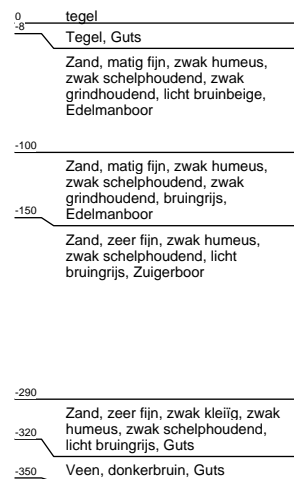 0 tegel
-8
Tegel, Guts
Zand, matig fijn, zwak humeus,
zwak schelphoudend, zwak
grindhoudend, licht bruinbeige,
Edelmanboor
-100
Zand, matig fijn, zwak humeus,
zwak schelphoudend, zwak
grindhoudend, bruingrijs,
Edelmanboor
-150
Zand, zeer fijn, zwak humeus,
zwak schelphoudend, licht
bruingrijs, Zuigerboor
-290
Zand, zeer fijn, zwak kleiïg, zwak
humeus, zwak schelphoudend,
licht bruingrijs, Guts
-320
Veen, donkerbruin, Guts
-350